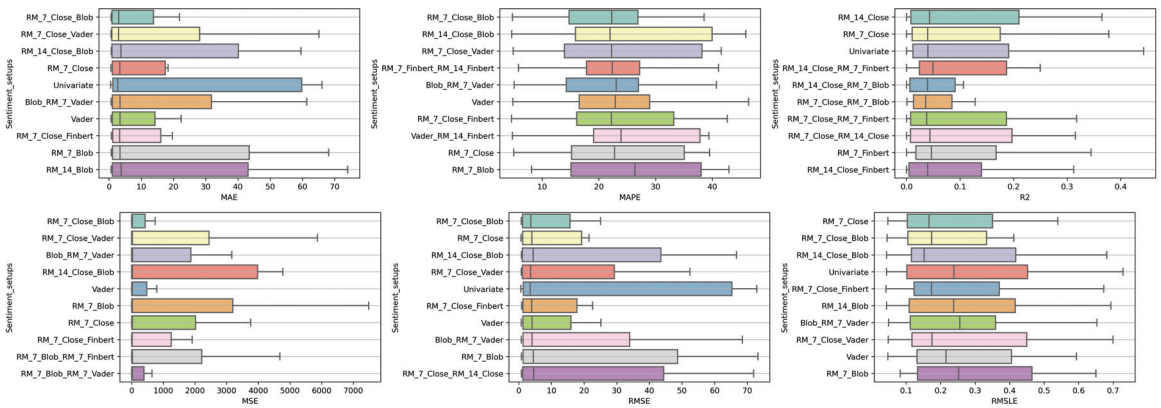 Sentiment_setups
RM_7_Close_Blob
RM_7_Close_Vader
RM_14_Close_Blob
RM_7_Close
Univariate
Blob_RM_7_Vader
Vader
RM_7_Close_Finbert
RM_7_Blob
RM_14_Blob
0 10 20 30 40 50 60 70
MAE
Sentiment_setups
RM_7_Close_Blob
RM_14_Close_Blob
RM_7_Close_Vader
RM_7_Finbert_RM_14_Finbert
Blob_RM_7_Vader
Vader
RM_7_Close_Finbert
Vader_RM_14_Finbert
RM_7_Close
RM_7_Blob
10 20 30 40
MAPE
Sentiment_setups
RM_14_Close
RM_7_Close
Univariate
RM_14_Close_RM_7_Finbert
RM_14_Close_RM_7_Blob
RM_7_Close_RM_7_Blob
RM_7_Close_Finbert
RM_7_Close_RM_14_Close
RM_7_Finbert
RM_14_Close_Finbert
0.0 0.1 0.2 0.3 0.4
R2
Sentiment_setups
RM_7_Close_Blob
RM_7_Close_Vader
Blob_RM_7_Vader
RM_14_Close_Blob
Vader
RM_7_Blob
RM_7_Close
RM_7_Close_Finbert
RM_7_Blob_RM_7_Finbert
RM_7_Blob_RM_7_Vader
0 1000 2000 3000 4000 5000 6000 7000
MSE
Sentiment_setups
RM_7_Close_Blob
RM_7_Close
RM_14_Close_Blob
RM_7_Close_Vader
Univariate
RM_7_Close_Finbert
Vader
Blob_RM_7_Vader
RM_7_Blob
RM_7_Close_RM_14_Close
0 10 20 30 40 50 60 70
RMSE
Sentiment_setups
RM_7_Close
RM_7_Close_Blob
RM_14_Close_Blob
Univariate
RM_7_Close_Finbert
RM_14_Blob
Blob_RM_7_Vader
RM_7_Close_Vader
Vader
RM_7_Blob
0.1 0.2 0.3 0.4 0.5 0.6 0.7
RMSLE